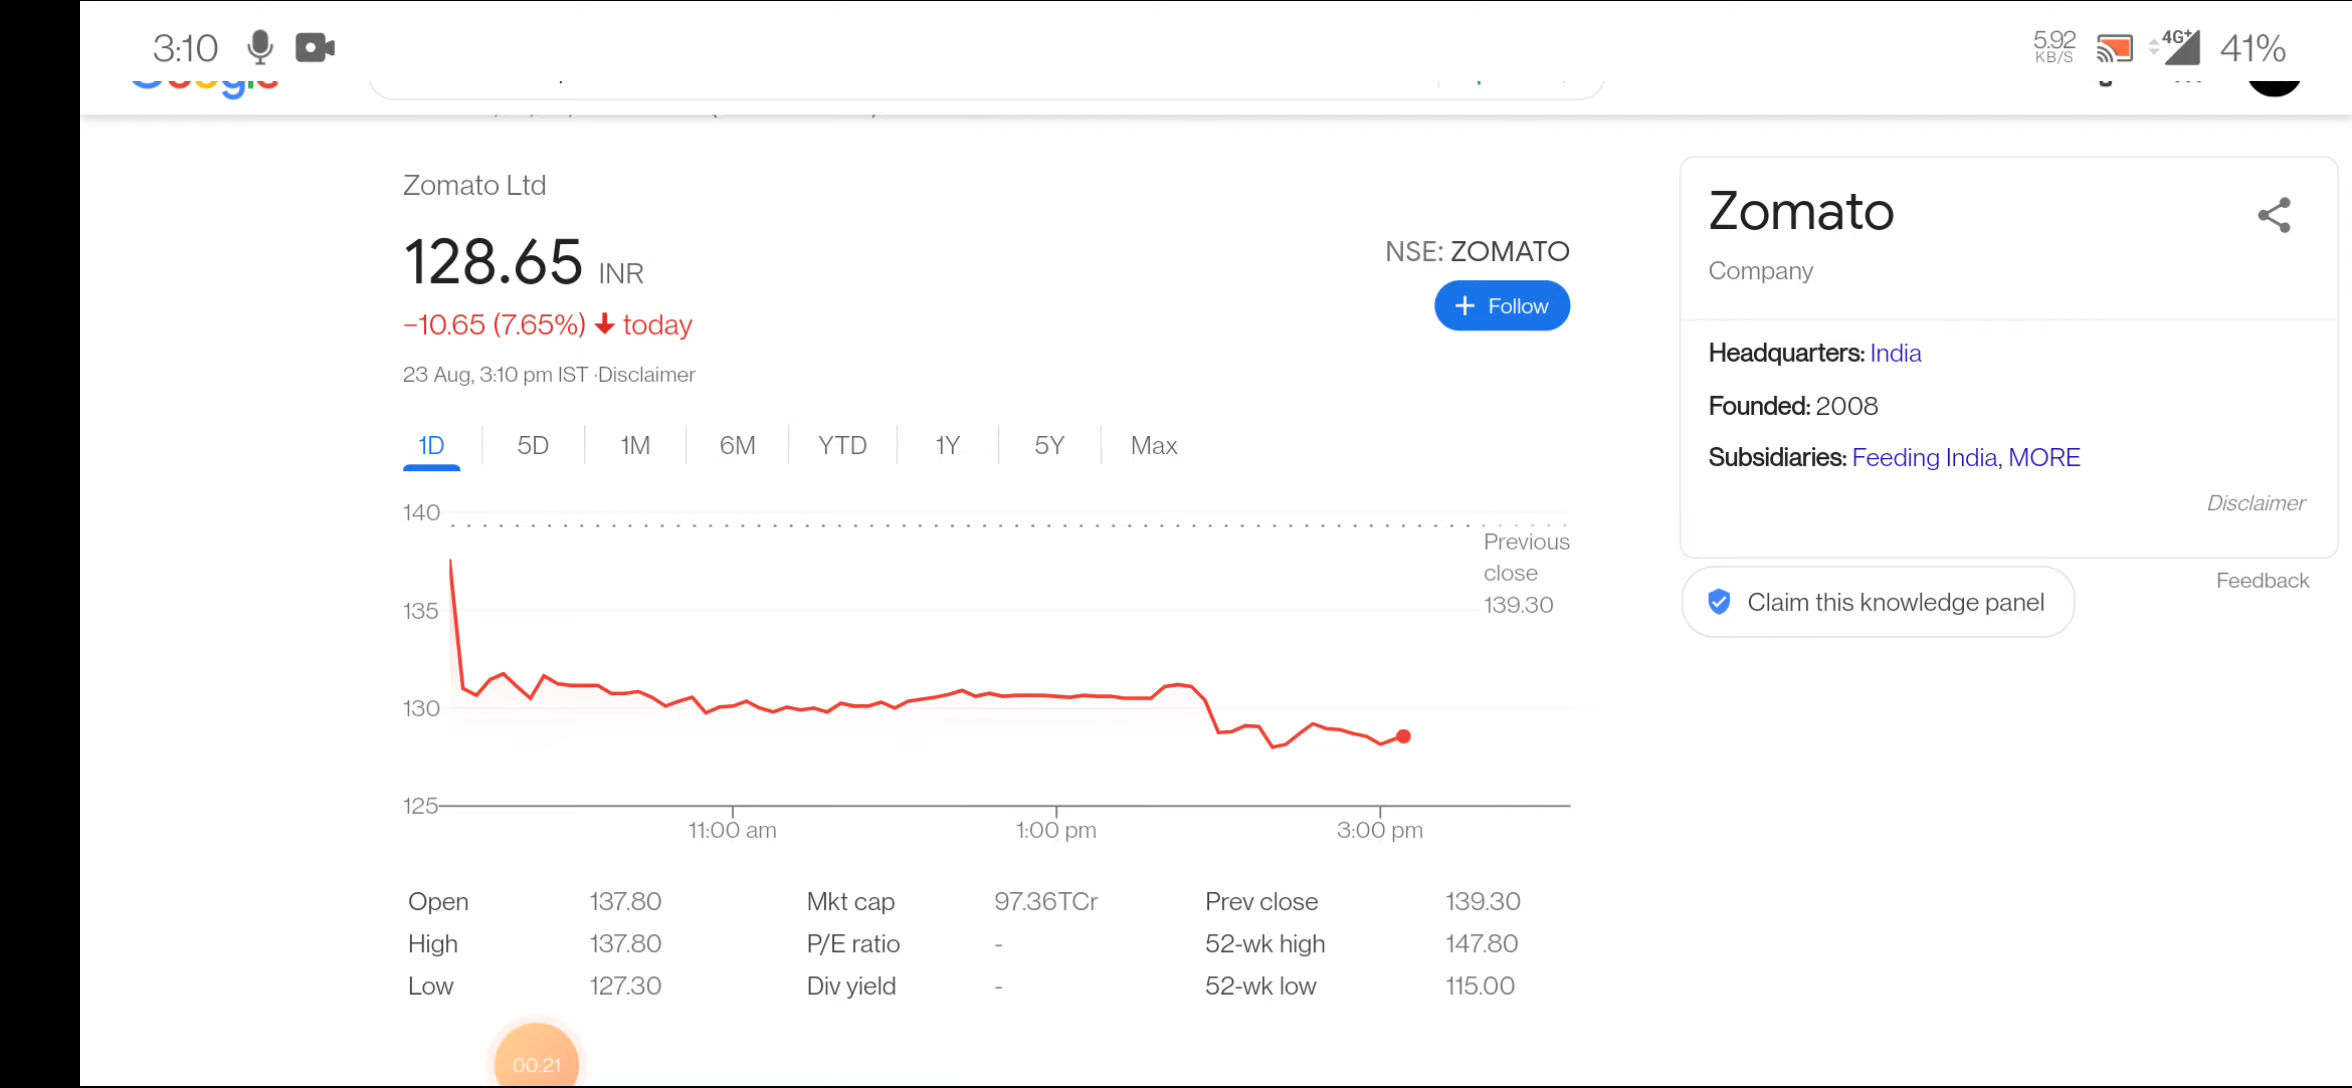 3:10
5.92
KB/S
4G+
41%
Zomato Ltd
128.65 INR
−10.65 (7.65%) today
23 Aug, 3:10 pm IST ·Disclaimer
NSE: ZOMATO
+ Follow
1D 5D 1M 6M YTD 1Y 5Y Max
140
135
130
125
Previous
close
139.30
11:00 am 1:00 pm 3:00 pm
Open 137.80 Mkt cap 97.36TCr Prev close 139.30
High 137.80 P/E ratio - 52-wk high 147.80
Low 127.30 Div yield - 52-wk low 115.00
00:21
Zomato
Company
Headquarters: India
Founded: 2008
Subsidiaries: Feeding India, MORE
Disclaimer
Feedback
Claim this knowledge panel